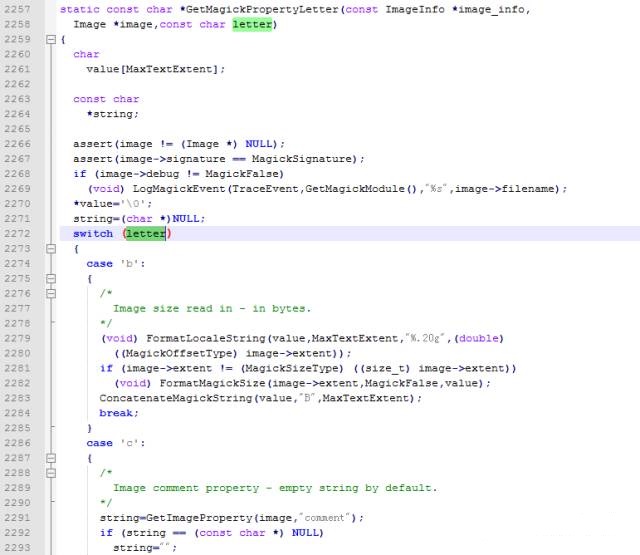 2257 static const char *GetMagickPropertyLetter(const ImageInfo *image_info,
2258   Image *image,const char letter)
2259 {
2260   char
2261     value[MaxTextExtent];
2262
2263   const char
2264     *string;
2265
2266   assert(image != (Image *) NULL);
2267   assert(image->signature == MagickSignature);
2268   if (image->debug != MagickFalse)
2269     (void) LogMagickEvent(TraceEvent,GetMagickModule(),"%s",image->filename);
2270   *value='\0';
2271   string=(char *)NULL;
2272   switch (letter)
2273   {
2274     case 'b':
2275     {
2276       /*
2277         Image size read in - in bytes.
2278       */
2279       (void) FormatLocaleString(value,MaxTextExtent,"%.20g",(double)
2280         ((MagickOffsetType) image->extent));
2281       if (image->extent != (MagickSizeType) ((size_t) image->extent))
2282         (void) FormatMagickSize(image->extent,MagickFalse,value);
2283       ConcatenateMagickString(value,"B",MaxTextExtent);
2284       break;
2285     }
2286     case 'c':
2287     {
2288       /*
2289         Image comment property - empty string by default.
2290       */
2291       string=GetImageProperty(image,"comment");
2292       if (string == (const char *) NULL)
2293         string="";